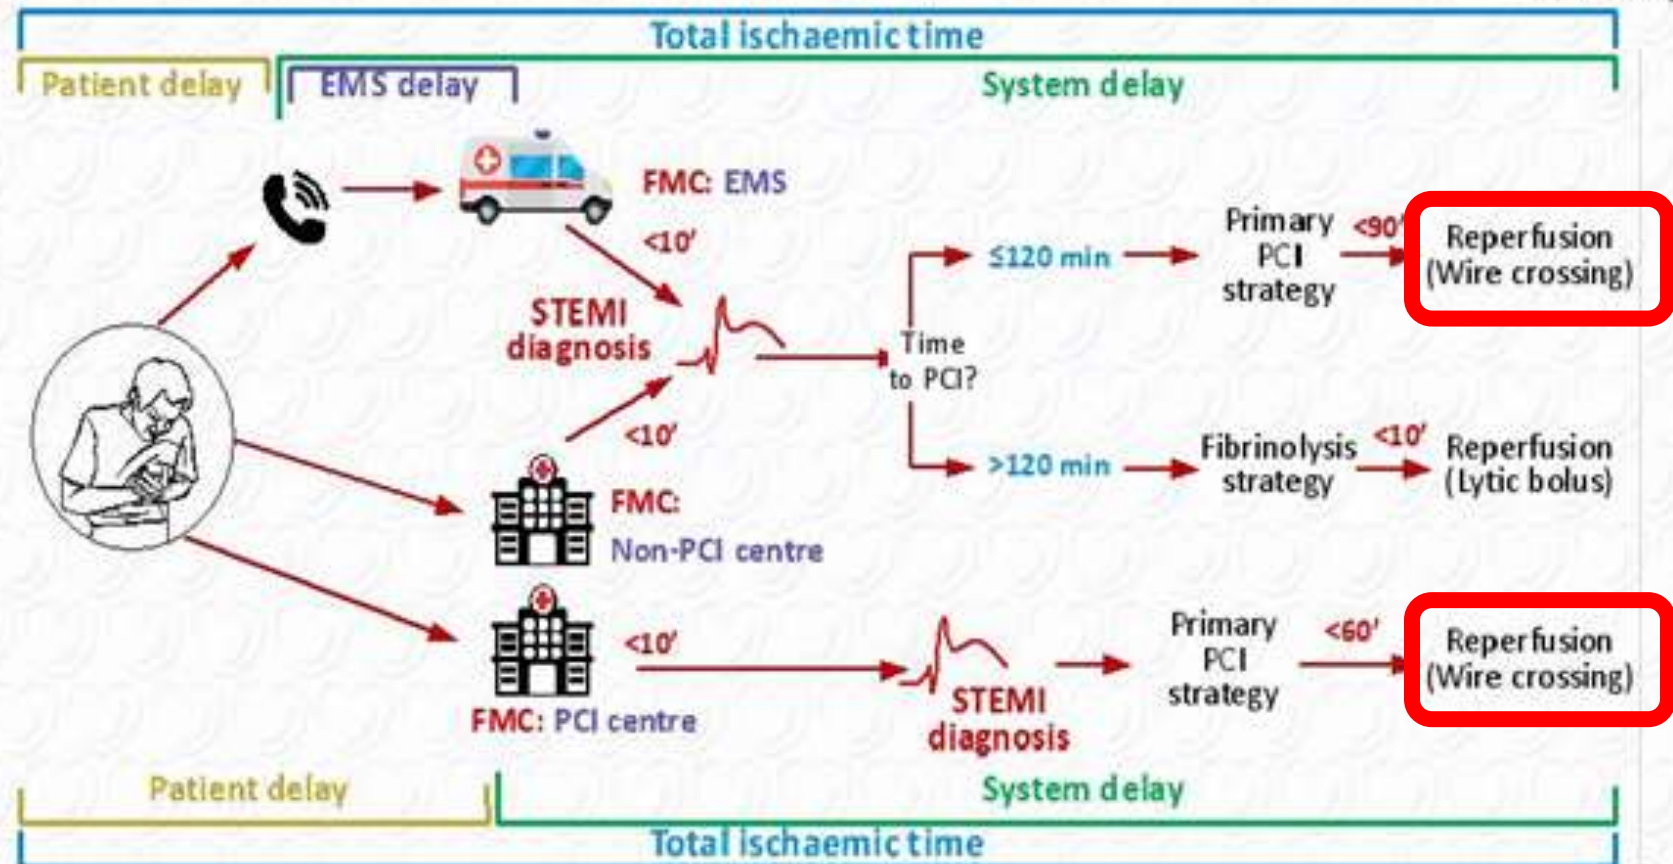 Total ischaemic time
Patient delay
EMS delay
System delay
FMC: EMS
<10'
STEMI
diagnosis
<10'
FMC:
Non-PCI centre
Time
to PCI?
≤120 min
Primary
PCI
strategy
<90'
Reperfusion
(Wire crossing)
>120 min
Fibrinolysis
strategy
<10'
Reperfusion
(Lytic bolus)
<10'
FMC: PCI centre
STEMI
diagnosis
Primary
PCI
strategy
<60'
Reperfusion
(Wire crossing)
Patient delay
System delay
Total ischaemic time